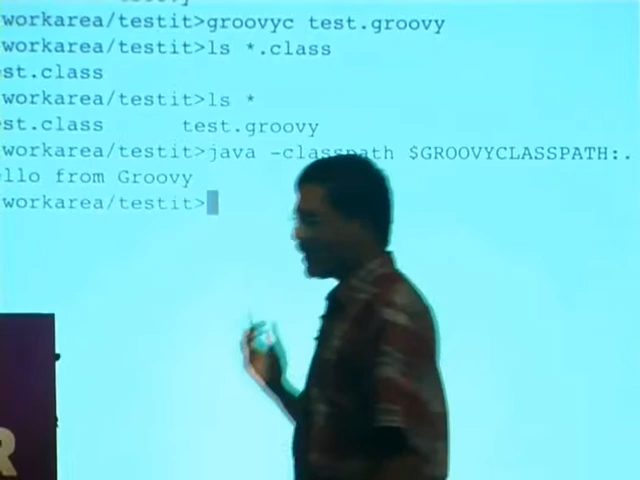 workarea/testit>groovyc test.groovy
workarea/testit>ls *.class
st.class
workarea/testit>ls *
st.class test.groovy
workarea/testit>java -classpath $GROOVYCLASSPATH:.
llo from Groovy
workarea/testit>
R